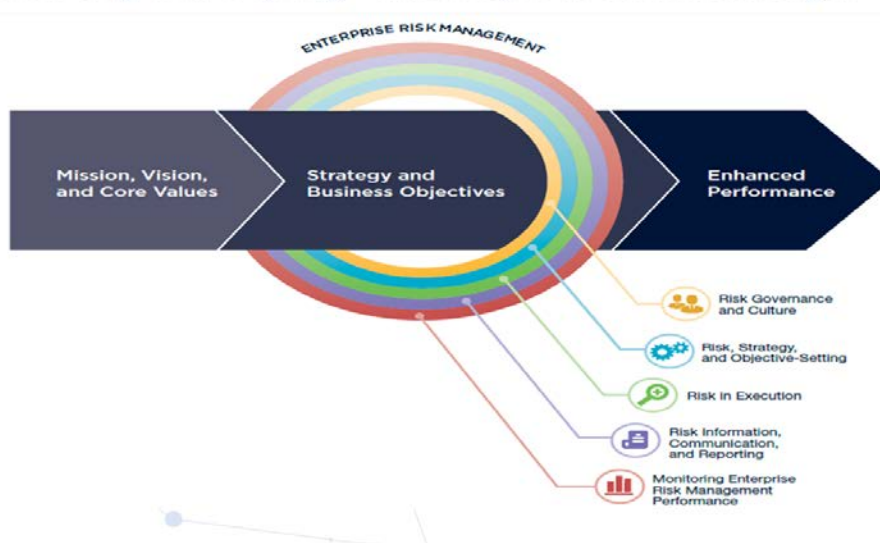 ENTERPRISE RISK MANAGEMENT
Mission, Vision,
and Core Values
Strategy and
Business Objectives
Enhanced
Performance
Risk Governance
and Culture
Risk, Strategy,
and Objective-Setting
Risk in Execution
Risk Information,
Communication,
and Reporting
Monitoring Enterprise
Risk Management
Performance